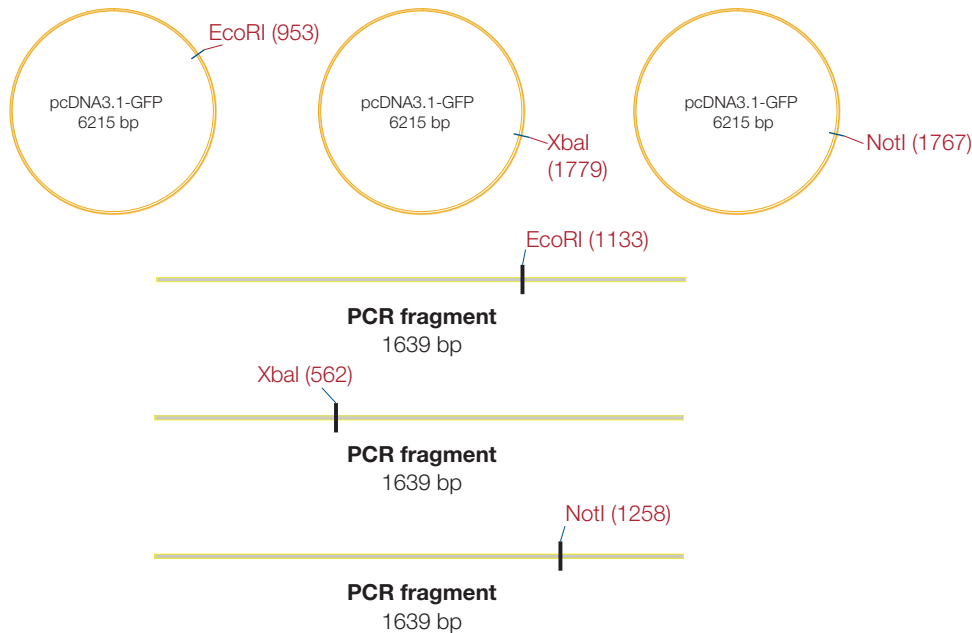 EcoRI (953)
pcDNA3.1-GFP
6215 bp
pcDNA3.1-GFP
6215 bp
XbaI
(1779)
pcDNA3.1-GFP
6215 bp
NotI (1767)
EcoRI (1133)
PCR fragment
1639 bp
XbaI (562)
PCR fragment
1639 bp
NotI (1258)
PCR fragment
1639 bp